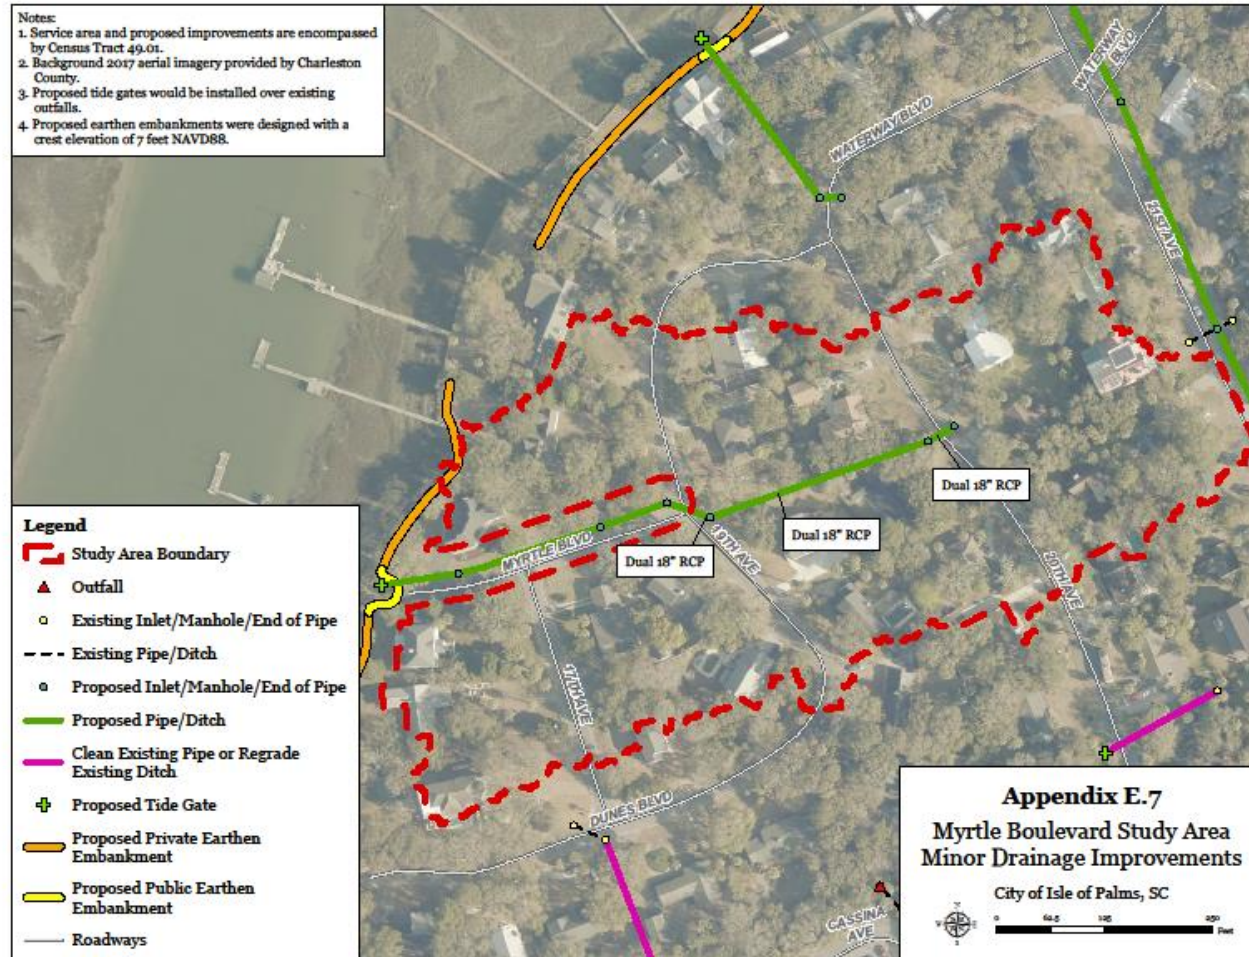 Notes:
1. Service area and proposed improvements are encompassed
by Census Tract 49.01.
2. Background 2017 aerial imagery provided by Charleston
County.
3. Proposed tide gates would be installed over existing
outfalls.
4. Proposed earthen embankments were designed with a
crest elevation of 7 feet NAVD88.
WATERWAY
BLVD
WATERWAY BLVD
21ST AVE
Dual 18" RCP
Dual 18" RCP
Dual 18" RCP
MYRTLE BLVD
19TH AVE
20TH AVE
17TH AVE
DUNES BLVD
CASSINA
AVE
Legend
Study Area Boundary
Outfall
Existing Inlet/Manhole/End of Pipe
Existing Pipe/Ditch
Proposed Inlet/Manhole/End of Pipe
Proposed Pipe/Ditch
Clean Existing Pipe or Regrade
Existing Ditch
Proposed Tide Gate
Proposed Private Earthen
Embankment
Proposed Public Earthen
Embankment
Roadways
Appendix E.7
Myrtle Boulevard Study Area
Minor Drainage Improvements
City of Isle of Palms, SC
0 62.5 125 250
Feet